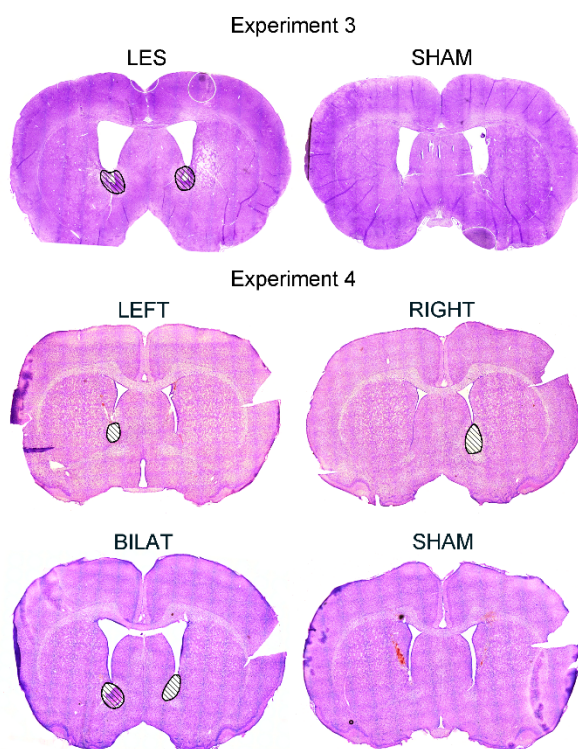 Experiment 3
LES SHAM
Experiment 4
LEFT RIGHT
BILAT SHAM